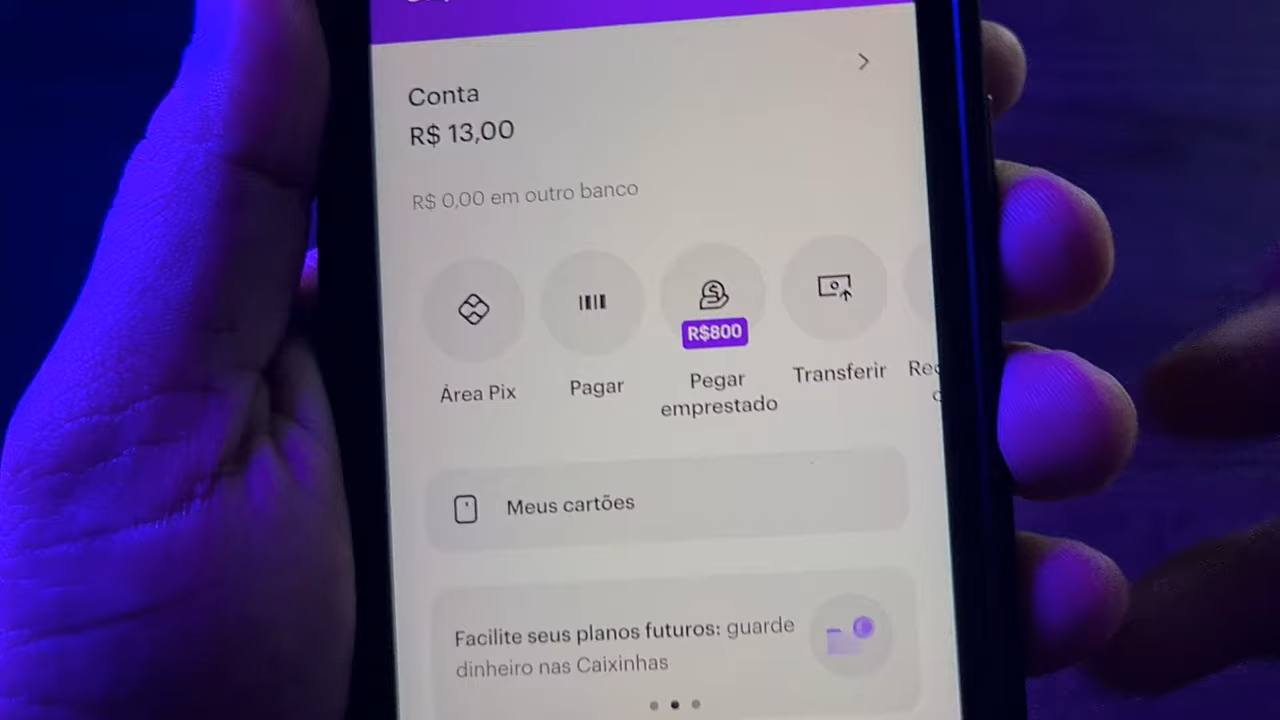 Conta
R$ 13,00
R$ 0,00 em outro banco
R$800
Área Pix
Pagar
Pegar
emprestado
Transferir
Meus cartões
Facilite seus planos futuros: guarde
dinheiro nas Caixinhas